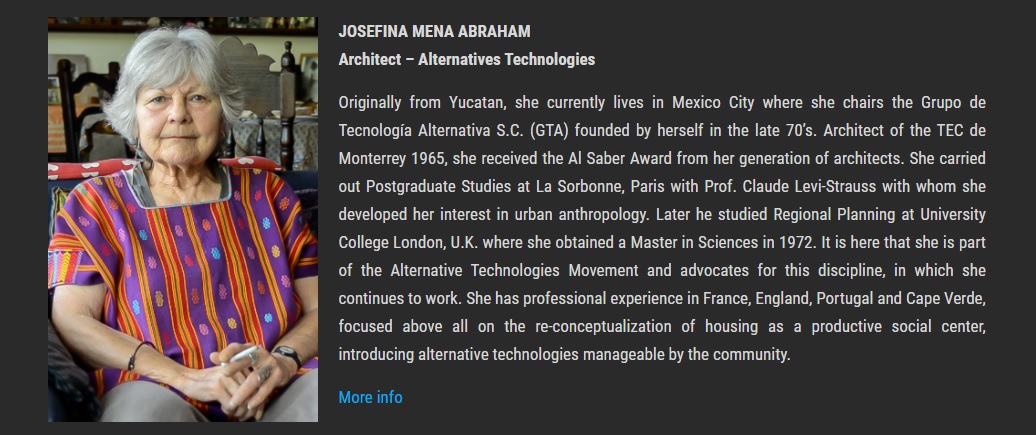 JOSEFINA MENA ABRAHAM
Architect – Alternatives Technologies
Originally from Yucatan, she currently lives in Mexico City where she chairs the Grupo de
Tecnología Alternativa S.C. (GTA) founded by herself in the late 70’s. Architect of the TEC de
Monterrey 1965, she received the Al Saber Award from her generation of architects. She carried
out Postgraduate Studies at La Sorbonne, Paris with Prof. Claude Levi-Strauss with whom she
developed her interest in urban anthropology. Later he studied Regional Planning at University
College London, U.K. where she obtained a Master in Sciences in 1972. It is here that she is part
of the Alternative Technologies Movement and advocates for this discipline, in which she
continues to work. She has professional experience in France, England, Portugal and Cape Verde,
focused above all on the re-conceptualization of housing as a productive social center,
introducing alternative technologies manageable by the community.
More info